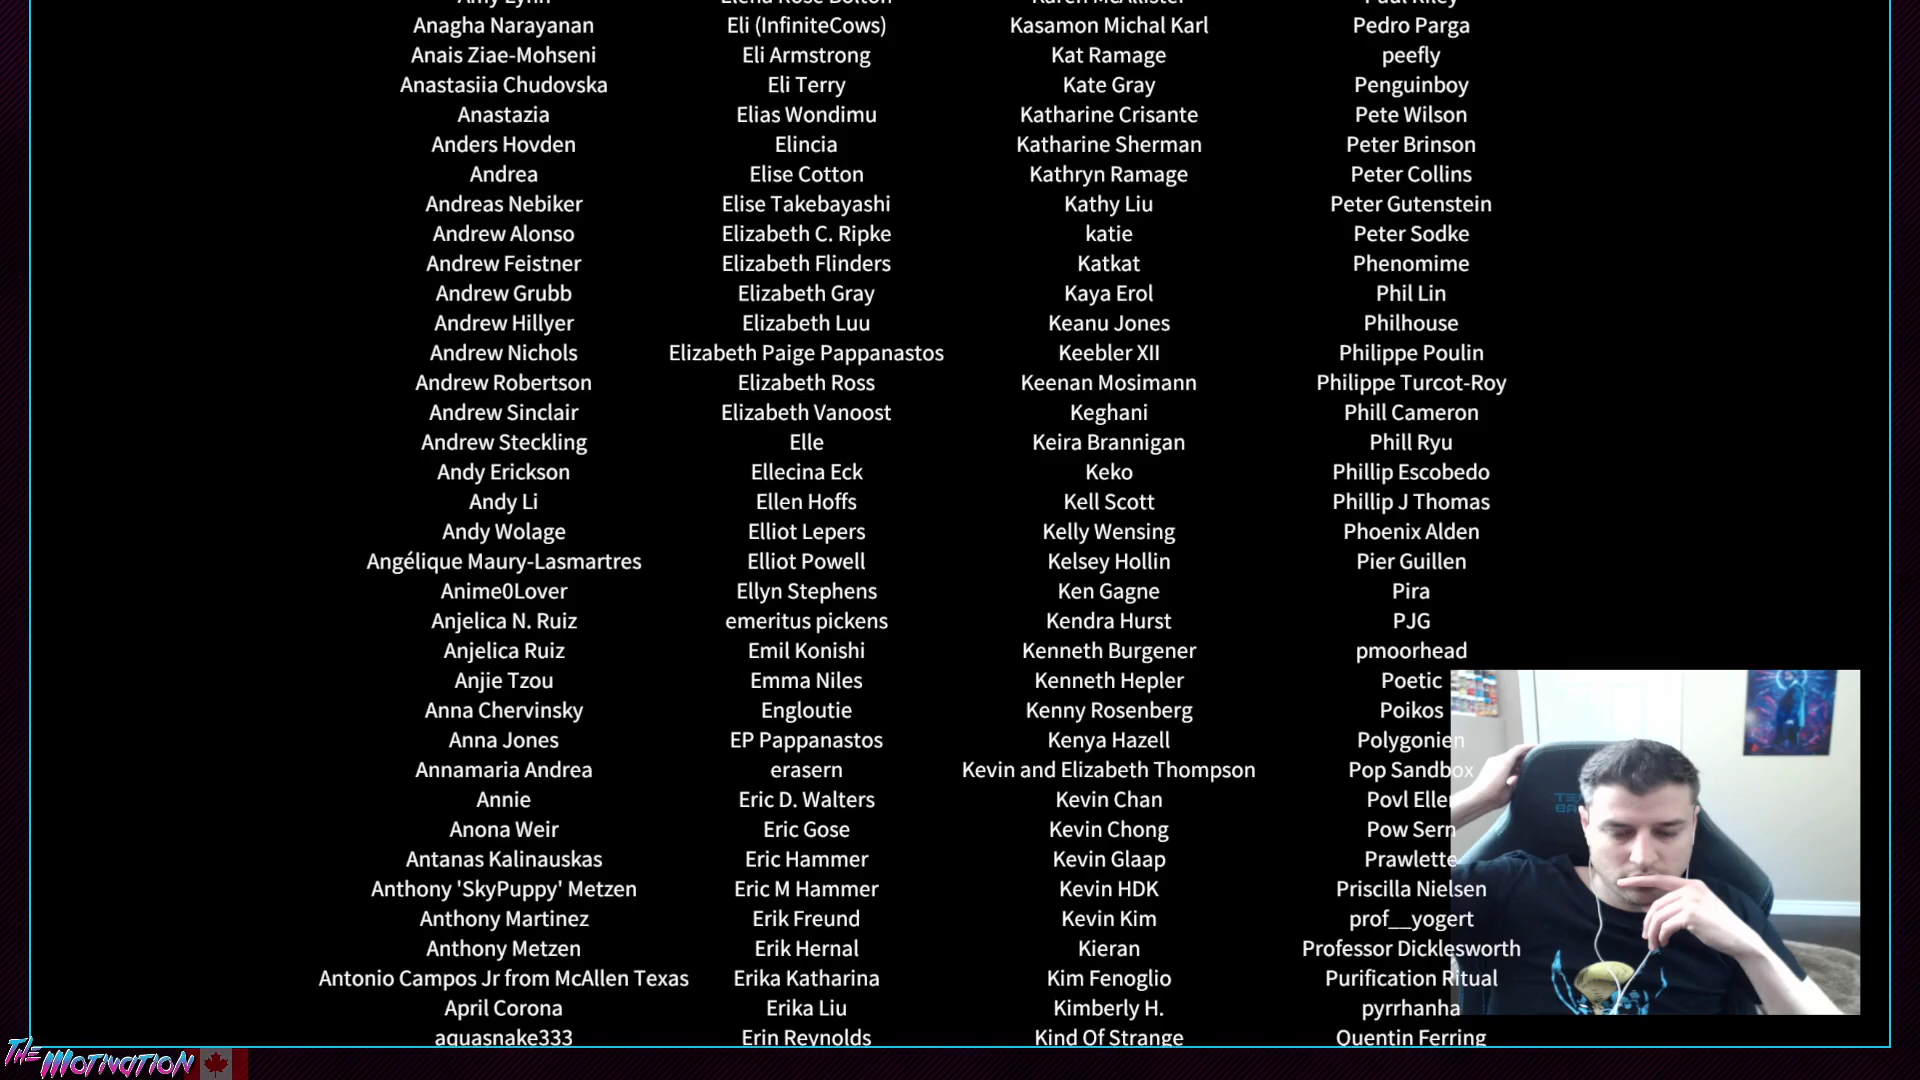 Anagha Narayanan Eli (InfiniteCows) Kasamon Michal Karl Pedro Parga
Anais Ziae-Mohseni Eli Armstrong Kat Ramage peefly
Anastasiia Chudovska Eli Terry Kate Gray Penguinboy
Anastazia Elias Wondimu Katharine Crisante Pete Wilson
Anders Hovden Elincia Katharine Sherman Peter Brinson
Andrea Elise Cotton Kathryn Ramage Peter Collins
Andreas Nebiker Elise Takebayashi Kathy Liu Peter Gutenstein
Andrew Alonso Elizabeth C. Ripke katie Peter Sodke
Andrew Feistner Elizabeth Flinders Katkat Phenomime
Andrew Grubb Elizabeth Gray Kaya Erol Phil Lin
Andrew Hillyer Elizabeth Luu Keanu Jones Philhouse
Andrew Nichols Elizabeth Paige Pappanastos Keebler XII Philippe Poulin
Andrew Robertson Elizabeth Ross Keenan Mosimann Philippe Turcot-Roy
Andrew Sinclair Elizabeth Vanoost Keghani Phill Cameron
Andrew Steckling Elle Keira Brannigan Phill Ryu
Andy Erickson Ellecina Eck Keko Phillip Escobedo
Andy Li Ellen Hoffs Kell Scott Phillip J Thomas
Andy Wolage Elliot Lepers Kelly Wensing Phoenix Alden
Angélique Maury-Lasmartres Elliot Powell Kelsey Hollin Pier Guillen
Anime0Lover Ellyn Stephens Ken Gagne Pira
Anjelica N. Ruiz emeritus pickens Kendra Hurst PJG
Anjelica Ruiz Emil Konishi Kenneth Burgener pmoorhead
Anjie Tzou Emma Niles Kenneth Hepler Poetic
Anna Chervinsky Engloutie Kenny Rosenberg Poikos
Anna Jones EP Pappanastos Kenya Hazell Polygonien
Annamaria Andrea erasern Kevin and Elizabeth Thompson Pop Sandbox
Annie Eric D. Walters Kevin Chan Povl Eller
Anona Weir Eric Gose Kevin Chong Pow Sern
Antanas Kalinauskas Eric Hammer Kevin Glaap Prawlette
Anthony 'SkyPuppy' Metzen Eric M Hammer Kevin HDK Priscilla Nielsen
Anthony Martinez Erik Freund Kevin Kim prof__yogert
Anthony Metzen Erik Hernal Kieran Professor Dicklesworth
Antonio Campos Jr from McAllen Texas Erika Katharina Kim Fenoglio Purification Ritual
April Corona Erika Liu Kimberly H. pyrrhanha
aquasnake333 Erin Reynolds Kind Of Strange Quentin Ferring
THE MOTIVATION